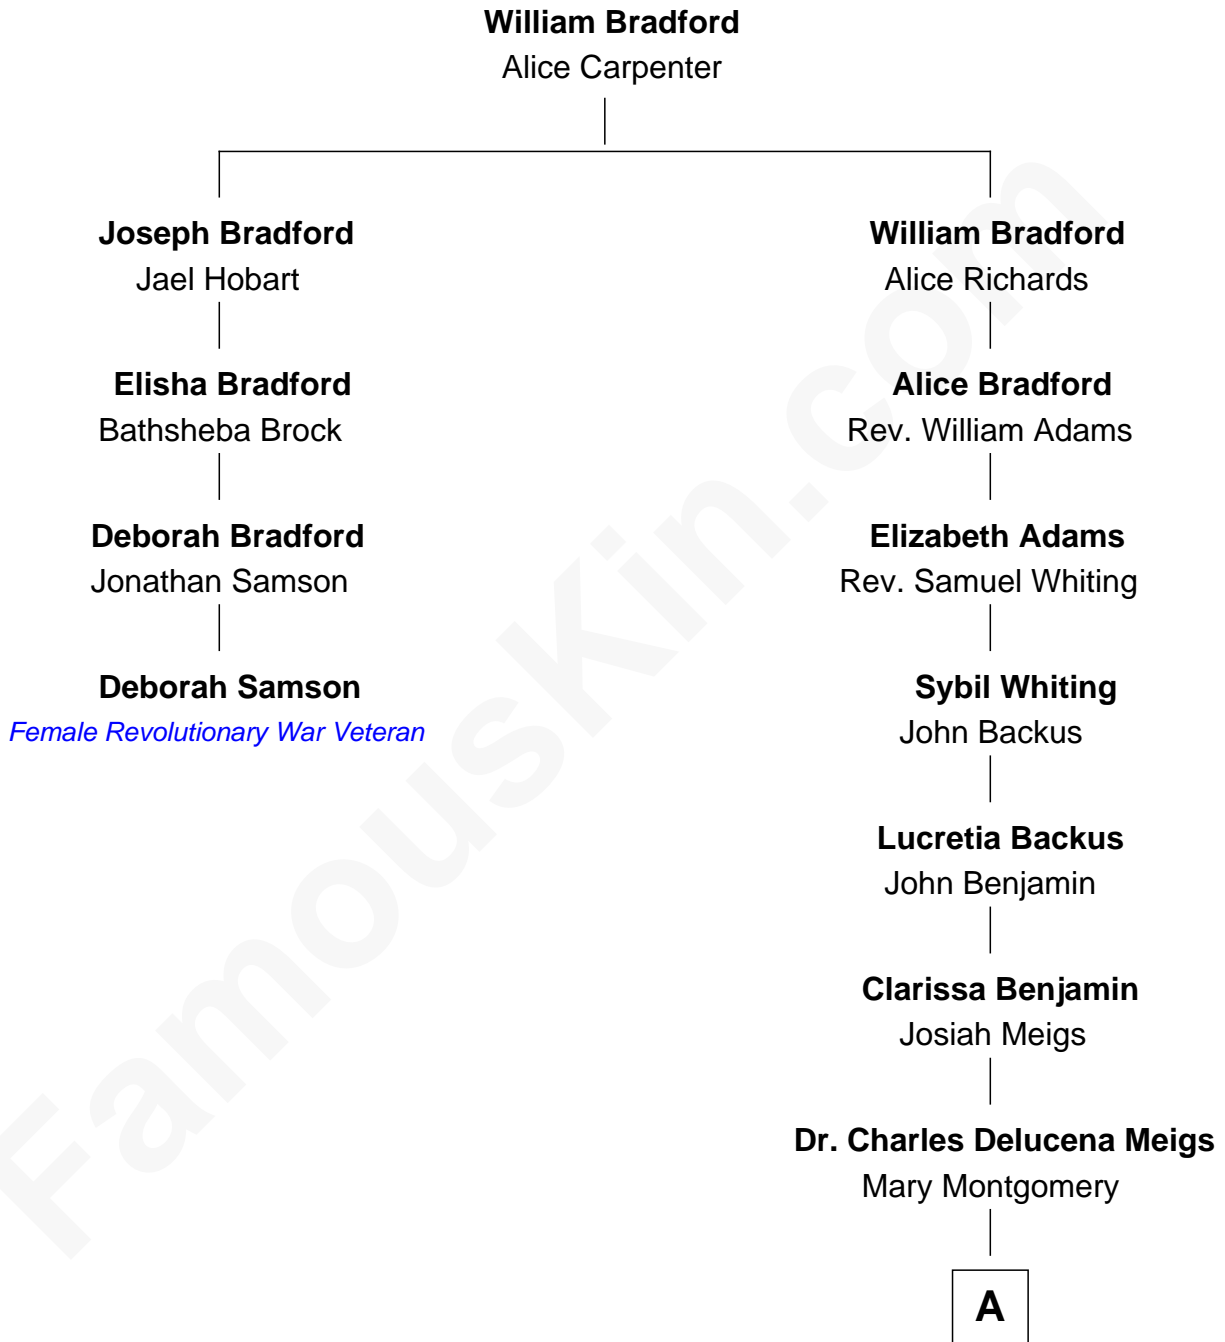 William Bradford
Alice Carpenter
Joseph Bradford
Jael Hobart
Elisha Bradford
Bathsheba Brock
Deborah Bradford
Jonathan Samson
Deborah Samson
Female Revolutionary War Veteran
William Bradford
Alice Richards
Alice Bradford
Rev. William Adams
Elizabeth Adams
Rev. Samuel Whiting
Sybil Whiting
John Backus
Lucretia Backus
John Benjamin
Clarissa Benjamin
Josiah Meigs
Dr. Charles Delucena Meigs
Mary Montgomery
A
FamousKin.com